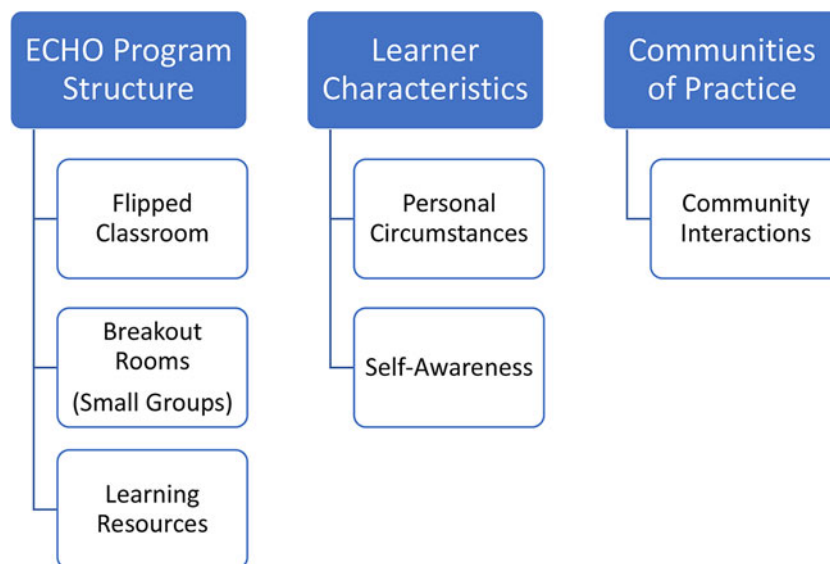 ECHO Program
Structure
Flipped
Classroom
Breakout
Rooms
(Small Groups)
Learning
Resources
Learner
Characteristics
Personal
Circumstances
Self-Awareness
Communities
of Practice
Community
Interactions